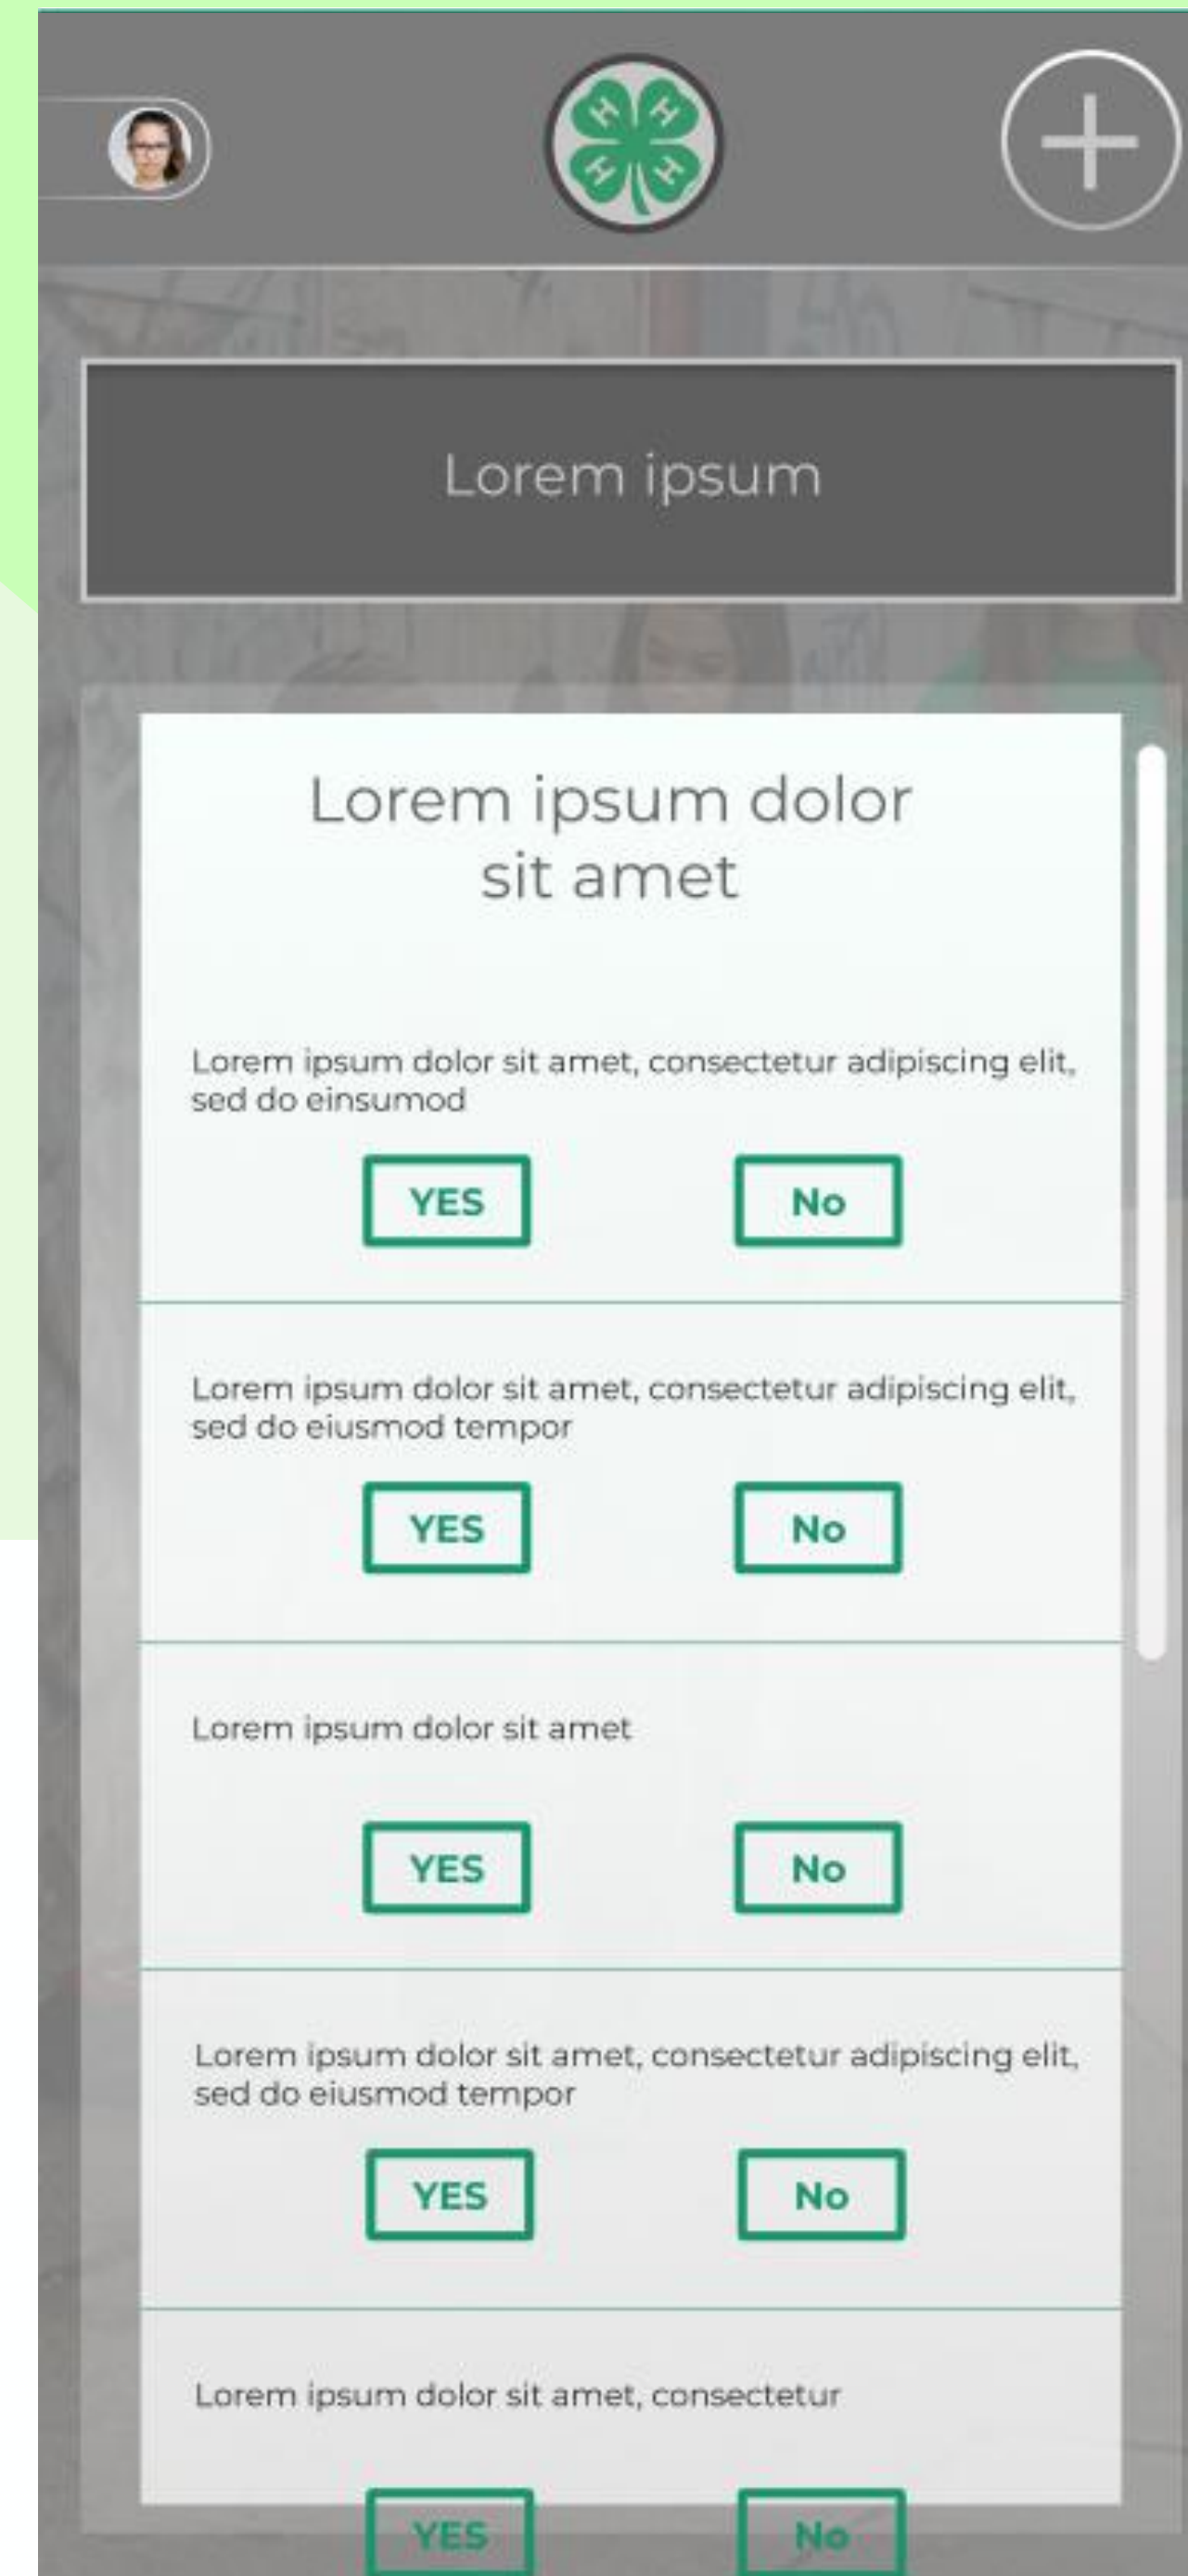 H H
H H
Lorem ipsum
Lorem ipsum dolor
sit amet
Lorem ipsum dolor sit amet, consectetur adipiscing elit,
sed do einsumod
YES No
Lorem ipsum dolor sit amet, consectetur adipiscing elit,
sed do eiusmod tempor
YES No
Lorem ipsum dolor sit amet
YES No
Lorem ipsum dolor sit amet, consectetur adipiscing elit,
sed do eiusmod tempor
YES No
Lorem ipsum dolor sit amet, consectetur
YES No